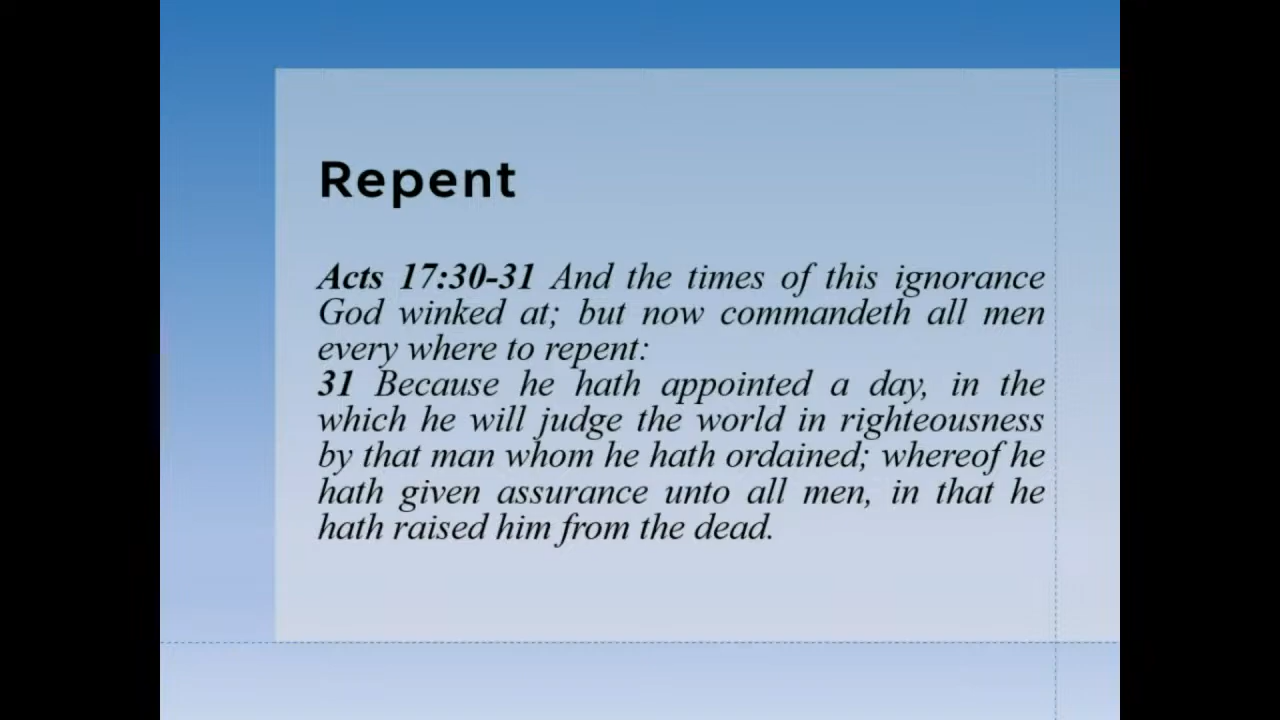 Repent
Acts 17:30-31 And the times of this ignorance
God winked at; but now commandeth all men
every where to repent:
31 Because he hath appointed a day, in the
which he will judge the world in righteousness
by that man whom he hath ordained; whereof he
hath given assurance unto all men, in that he
hath raised him from the dead.